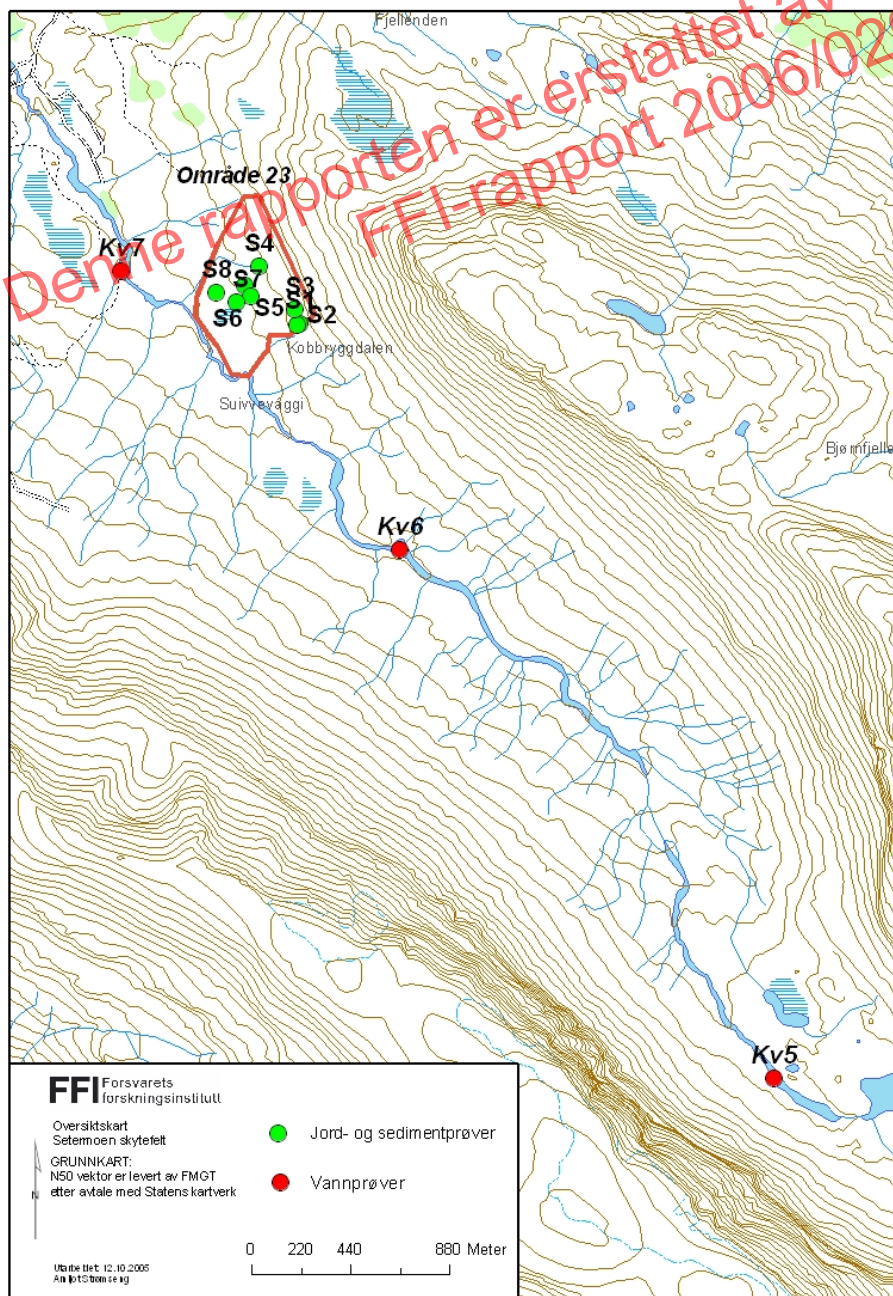 Fjellenden
Denne rapporten er erstattet av
FFI-rapport 2006/02
Område 23
Kv7
S4
S8
S7
S3
S1
S5
S2
S6
Kobbryggdalen
Suivvevaggi
Bjørnfjelle
Kv6
Kv5
FFI Forsvarets
forskningsinstitutt
Oversiktskart
Setermoen skytefelt
GRUNNKART:
N50 vektor er levert av FMGT
etter avtale med Statens kartverk
N
Jord- og sedimentprøver
Vannprøver
0 220 440 880 Meter
Utarbeidet: 12.10.2005